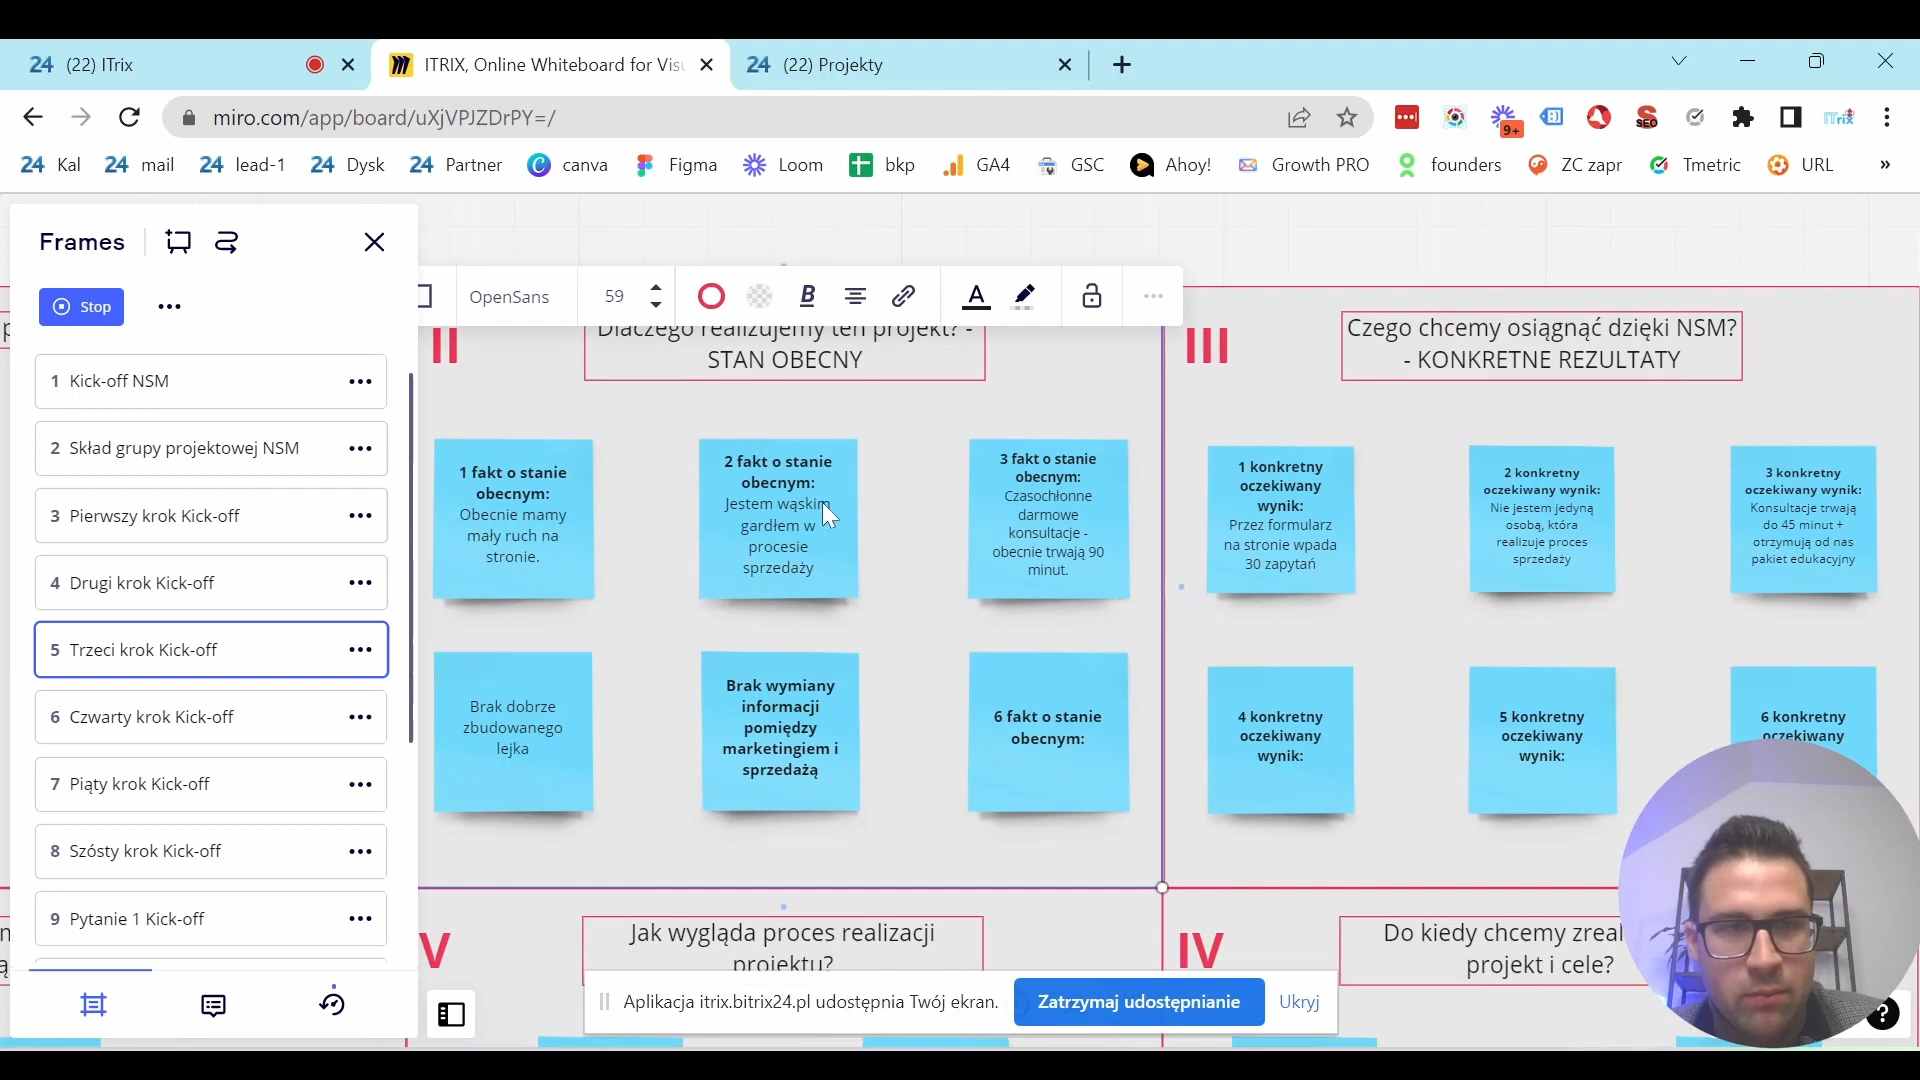 24 (22) ITrix
ITRIX, Online Whiteboard for Visu
24 (22) Projekty
miro.com/app/board/uXjVPJZDrPY=/
9+
SEO
ITrix
24 Kal
24 mail
24 lead-1
24 Dysk
24 Partner
canva
Figma
Loom
bkp
GA4
GSC
Ahoy!
Growth PRO
founders
ZC zapr
Tmetric
URL
»
Frames
Stop
1 Kick-off NSM
2 Skład grupy projektowej NSM
3 Pierwszy krok Kick-off
4 Drugi krok Kick-off
5 Trzeci krok Kick-off
6 Czwarty krok Kick-off
7 Piąty krok Kick-off
8 Szósty krok Kick-off
9 Pytanie 1 Kick-off
OpenSans
59
B
A
II
Dlaczego realizujemy ten projekt? -
STAN OBECNY
1 fakt o stanie
obecnym:
Obecnie mamy
mały ruch na
stronie.
2 fakt o stanie
obecnym:
Jestem wąskim
gardłem w
procesie
sprzedaży
3 fakt o stanie
obecnym:
Czasochłonne
darmowe
konsultacje -
obecnie trwają 90
minut.
Brak dobrze
zbudowanego
lejka
Brak wymiany
informacji
pomiędzy
marketingiem i
sprzedażą
6 fakt o stanie
obecnym:
III
Czego chcemy osiągnąć dzięki NSM?
- KONKRETNE REZULTATY
1 konkretny
oczekiwany
wynik:
Przez formularz
na stronie wpada
30 zapytań
2 konkretny
oczekiwany wynik:
Nie jestem jedyną
osobą, która
realizuje proces
sprzedaży
3 konkretny
oczekiwany wynik:
Konsultacje trwają
do 45 minut +
otrzymują od nas
pakiet edukacyjny
4 konkretny
oczekiwany
wynik:
5 konkretny
oczekiwany
wynik:
6 konkretny
oczekiwany
V
Jak wygląda proces realizacji
projektu?
IV
Do kiedy chcemy zreal
projekt i cele?
Aplikacja itrix.bitrix24.pl udostępnia Twój ekran.
Zatrzymaj udostępnianie
Ukryj
?